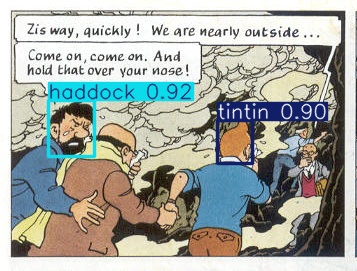 Zis way, quickly! We are nearly outside...
Come on, come on. And
hold that over your nose!
haddock 0.92
tintin 0.90